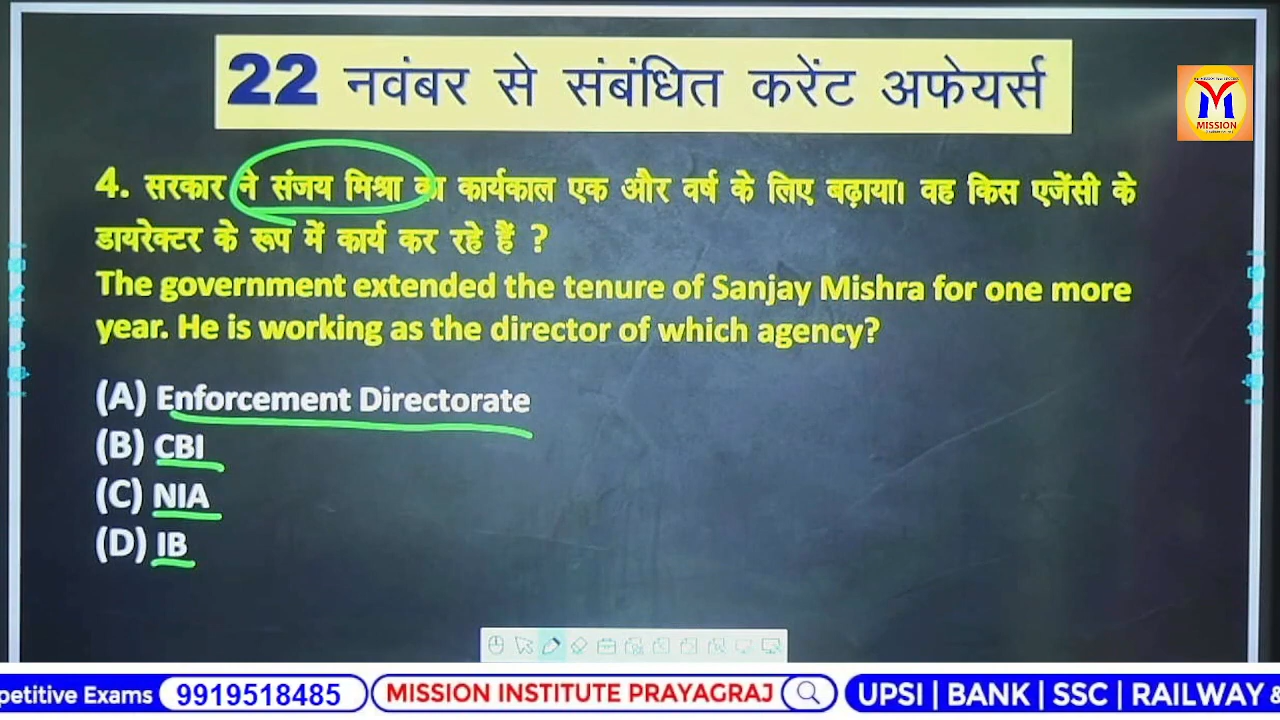 22 नवंबर से संबंधित करेंट अफेयर्स
MISSION
4. सरकार ने संजय मिश्रा का कार्यकाल एक और वर्ष के लिए बढ़ाया। वह किस एजेंसी के
डायरेक्टर के रूप में कार्य कर रहे हैं ?
The government extended the tenure of Sanjay Mishra for one more
year. He is working as the director of which agency?
(A) Enforcement Directorate
(B) CBI
(C) NIA
(D) IB
petitive Exams 9919518485 MISSION INSTITUTE PRAYAGRAJ UPSI | BANK | SSC | RAILWAY &